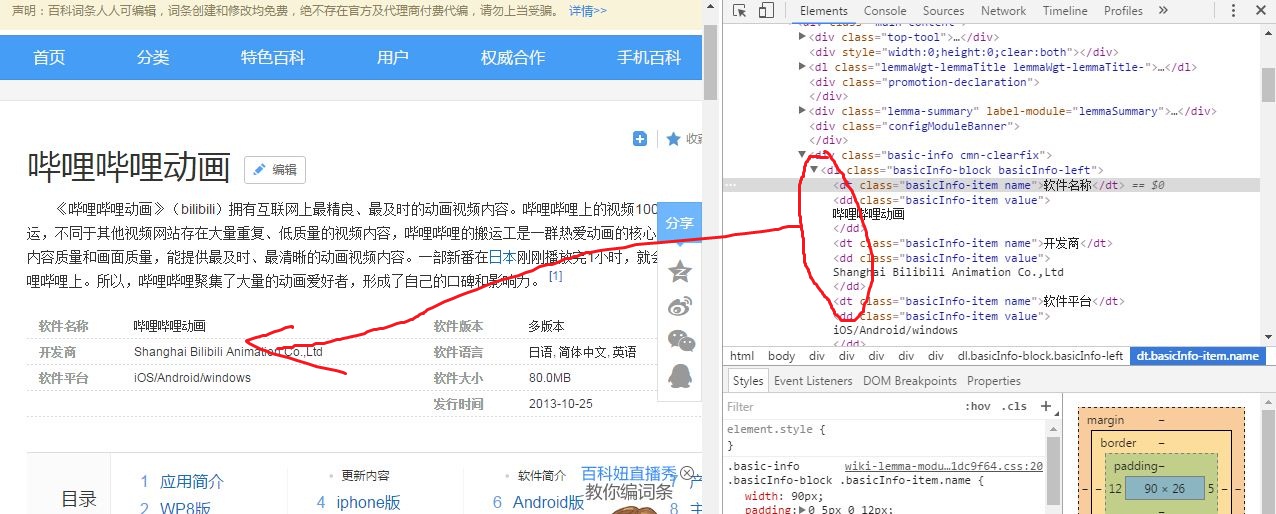 声明：百科词条人人可编辑，词条创建和修改均免费，绝不存在官方及代理商付费代编，请勿上当受骗。 详情>>
首页 分类 特色百科 用户 权威合作 手机百科
收藏
哔哩哔哩动画 编辑
《哔哩哔哩动画》（bilibili）拥有互联网上最精良、最及时的动画视频内容。哔哩哔哩上的视频100
运，不同于其他视频网站存在大量重复、低质量的视频内容，哔哩哔哩的搬运工是一群热爱动画的核心
内容质量和画面质量，能提供最及时、最清晰的动画视频内容。一部新番在日本刚刚播放完1小时，就会
哩哔哩上。所以，哔哩哔哩聚集了大量的动画爱好者，形成了自己的口碑和影响力。 [1]
分享
软件名称 哔哩哔哩动画 软件版本 多版本
开发商 Shanghai Bilibili Animation Co.,Ltd 软件语言 日语, 简体中文, 英语
软件平台 iOS/Android/windows 软件大小 80.0MB
发行时间 2013-10-25
目录
1 应用简介
2 WP8版
· 更新内容
4 iphone版
· 软件简介
6 Android版
7
8
百科妞直播秀
教你编词条
Elements Console Sources Network Timeline Profiles »
<div class="top-tool">…</div>
<div style="width:0;height:0;clear:both"></div>
<dl class="lemmaWgt-lemmaTitle lemmaWgt-lemmaTitle-">…</dl>
<div class="promotion-declaration">
</div>
<div class="lemma-summary" label-module="lemmaSummary">…</div>
<div class="configModuleBanner">
</div>
<div class="basic-info cmn-clearfix">
<dl class="basicInfo-block basicInfo-left">
<dt class="basicInfo-item name">软件名称</dt> == $0
<dd class="basicInfo-item value">
哔哩哔哩动画
</dd>
<dt class="basicInfo-item name">开发商</dt>
<dd class="basicInfo-item value">
Shanghai Bilibili Animation Co.,Ltd
</dd>
<dt class="basicInfo-item name">软件平台</dt>
<dd class="basicInfo-item value">
iOS/Android/windows
</dd>
html body div div div div dl.basicInfo-block.basicInfo-left dt.basicInfo-item.name
Styles Event Listeners DOM Breakpoints Properties
Filter :hov .cls +
element.style {
}
.basic-info wiki-lemma-modu…1dc9f64.css:20
.basicInfo-block .basicInfo-item.name {
width: 90px;
padding: 0 5px 0 12px;
margin –
border –
padding –
– – 12 90 × 26 5 – –
–